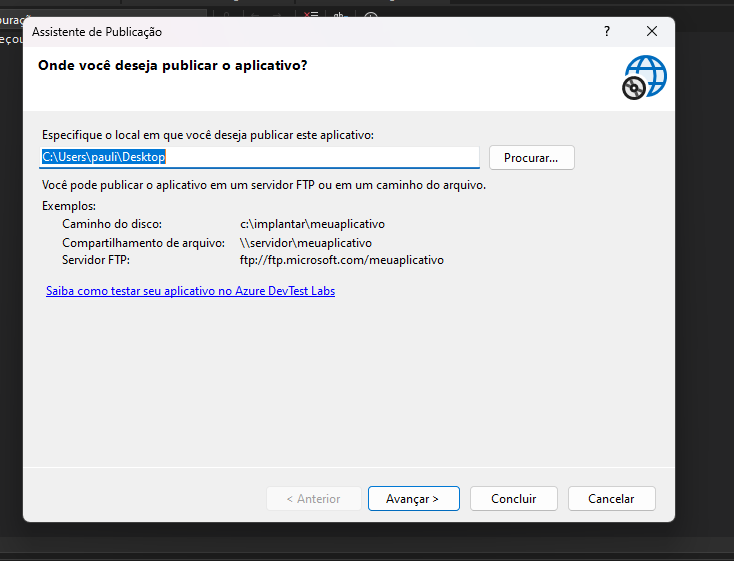 Assistente de Publicação
?
Onde você deseja publicar o aplicativo?
Especifique o local em que você deseja publicar este aplicativo:
C:\Users\pauli\Desktop
Procurar...
Você pode publicar o aplicativo em um servidor FTP ou em um caminho do arquivo.
Exemplos:
Caminho do disco: c:\implantar\meuaplicativo
Compartilhamento de arquivo: \\servidor\meuaplicativo
Servidor FTP: ftp://ftp.microsoft.com/meuaplicativo
Saiba como testar seu aplicativo no Azure DevTest Labs
< Anterior Avançar > Concluir Cancelar